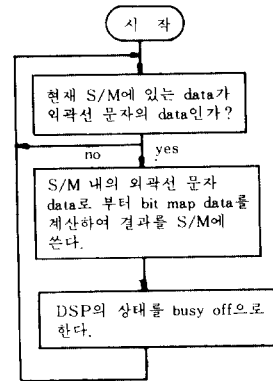 시 작
현재 S/M에 있는 data가
외곽선 문자의 data인가?
no yes
S/M 내의 외곽선 문자
data로 부터 bit map data를
계산하여 결과를 S/M에
쓴다.
DSP의 상태를 busy off으로
한다.